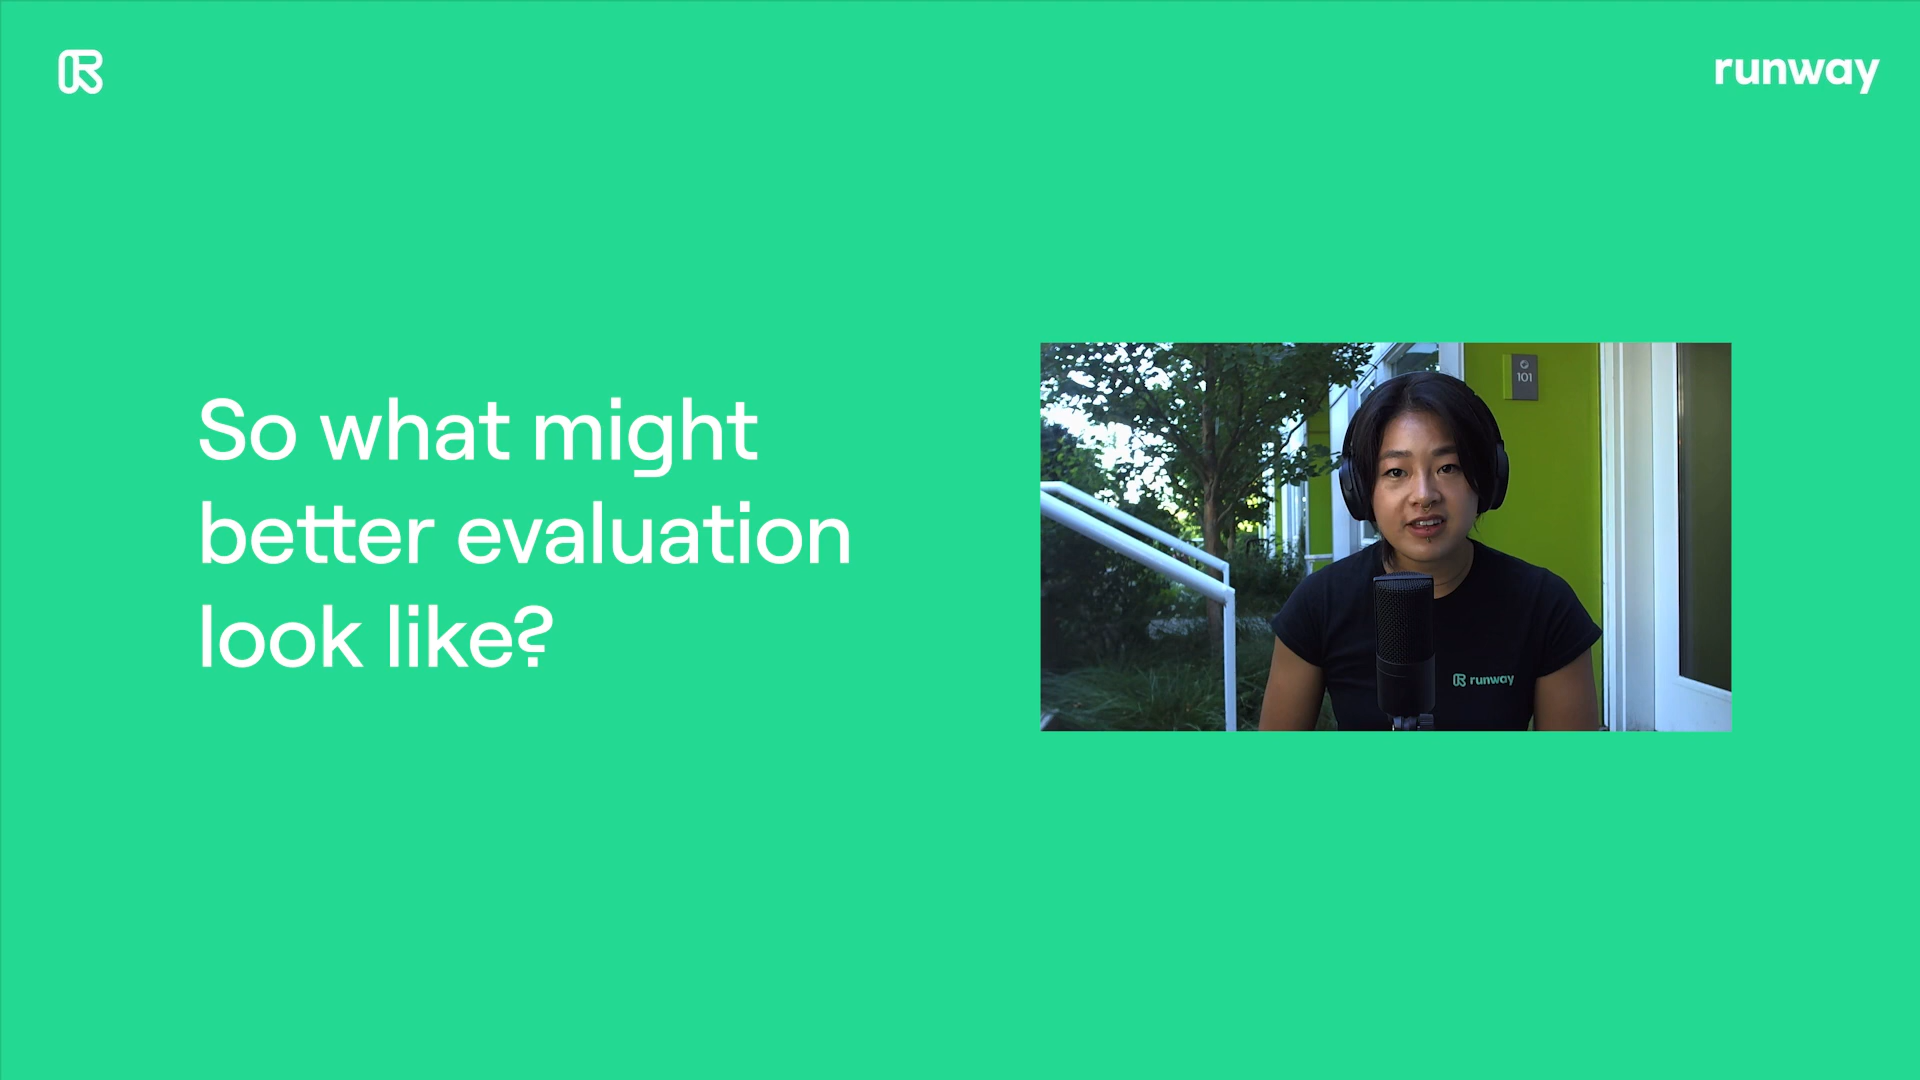 R
runway
So what might
better evaluation
look like?
101
R runway